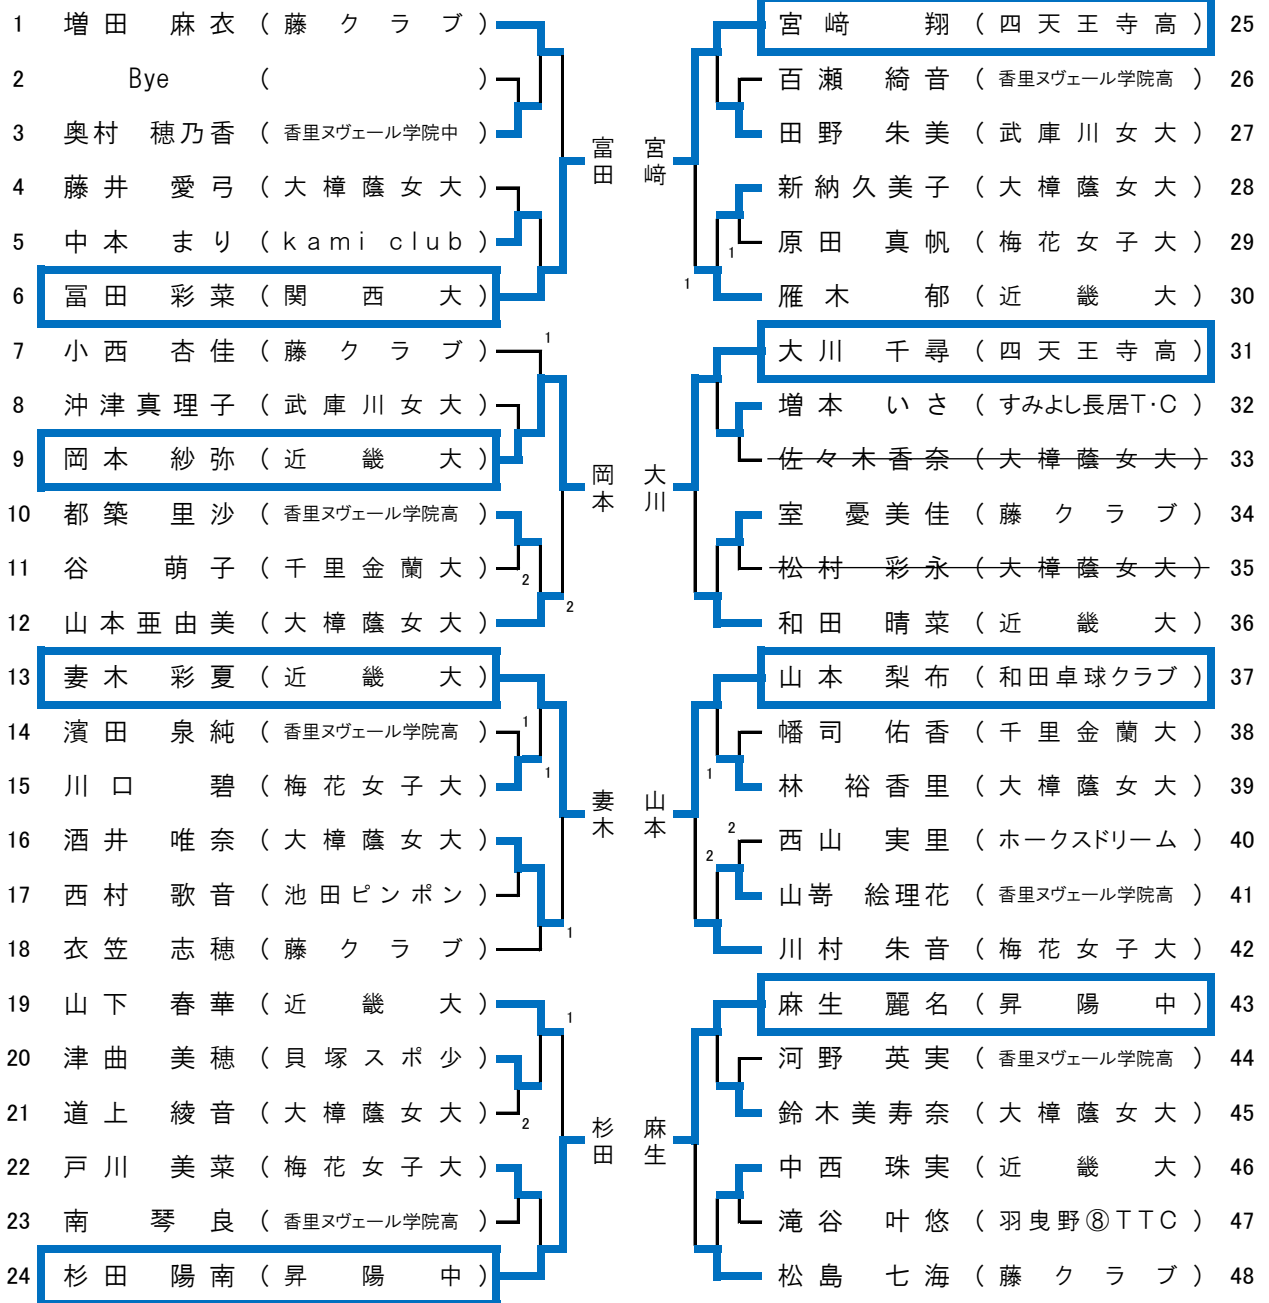 1 増田 麻衣 (藤クラブ)
2 Bye ( )
3 奥村 穂乃香 (香里ヌヴェール学院中)
4 藤井 愛弓 (大樟蔭女大)
5 中本 まり (kami club)
6 冨田 彩菜 (関西大)
7 小西 杏佳 (藤クラブ)
8 沖津真理子 (武庫川女大)
9 岡本 紗弥 (近畿大)
10 都築 里沙 (香里ヌヴェール学院高)
11 谷 萌子 (千里金蘭大)
12 山本亜由美 (大樟蔭女大)
13 妻木 彩夏 (近畿大)
14 濱田 泉純 (香里ヌヴェール学院高)
15 川口 碧 (梅花女子大)
16 酒井 唯奈 (大樟蔭女大)
17 西村 歌音 (池田ピンポン)
18 衣笠 志穂 (藤クラブ)
19 山下 春華 (近畿大)
20 津曲 美穂 (貝塚スポ少)
21 道上 綾音 (大樟蔭女大)
22 戸川 美菜 (梅花女子大)
23 南 琴良 (香里ヌヴェール学院高)
24 杉田 陽南 (昇陽中)
1
2
2
1
1
1
1
2
富田
岡本
妻木
杉田
宮﨑
大川
山本
麻生
1
1
1
2
2
宮﨑 翔 (四天王寺高) 25
百瀬 綺音 (香里ヌヴェール学院高) 26
田野 朱美 (武庫川女大) 27
新納久美子 (大樟蔭女大) 28
原田 真帆 (梅花女子大) 29
雁木 郁 (近畿大) 30
大川 千尋 (四天王寺高) 31
増本 いさ (すみよし長居T・C) 32
佐々木香奈 (大樟蔭女大) 33
室 憂美佳 (藤クラブ) 34
松村 彩永 (大樟蔭女大) 35
和田 晴菜 (近畿大) 36
山本 梨布 (和田卓球クラブ) 37
幡司 佑香 (千里金蘭大) 38
林 裕香里 (大樟蔭女大) 39
西山 実里 (ホークスドリーム) 40
山嵜 絵理花 (香里ヌヴェール学院高) 41
川村 朱音 (梅花女子大) 42
麻生 麗名 (昇陽中) 43
河野 英実 (香里ヌヴェール学院高) 44
鈴木美寿奈 (大樟蔭女大) 45
中西 珠実 (近畿大) 46
滝谷 叶悠 (羽曳野⑧TTC) 47
松島 七海 (藤クラブ) 48